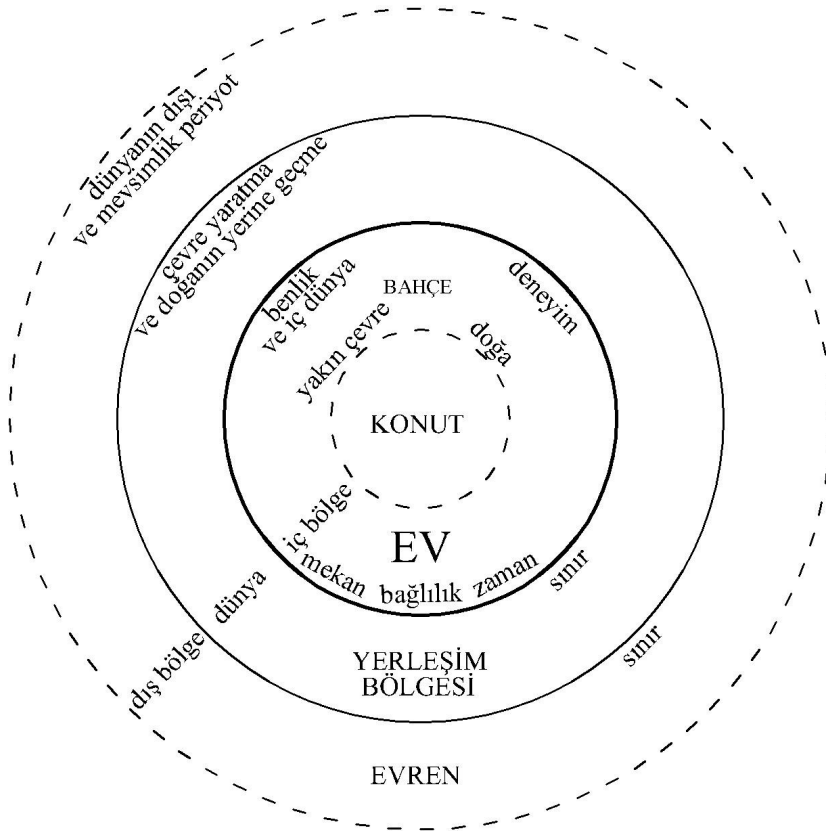 dünyanın dışı
ve mevsimlik periyot
çevre yaratma
ve doğanın yerine geçme
benlik
ve iç dünya
BAHÇE
deneyim
yakın çevre
doğa
KONUT
iç bölge
EV
mekan
bağlılık
zaman
sınır
dünya
dış bölge
YERLEŞİM
BÖLGESİ
sınır
EVREN